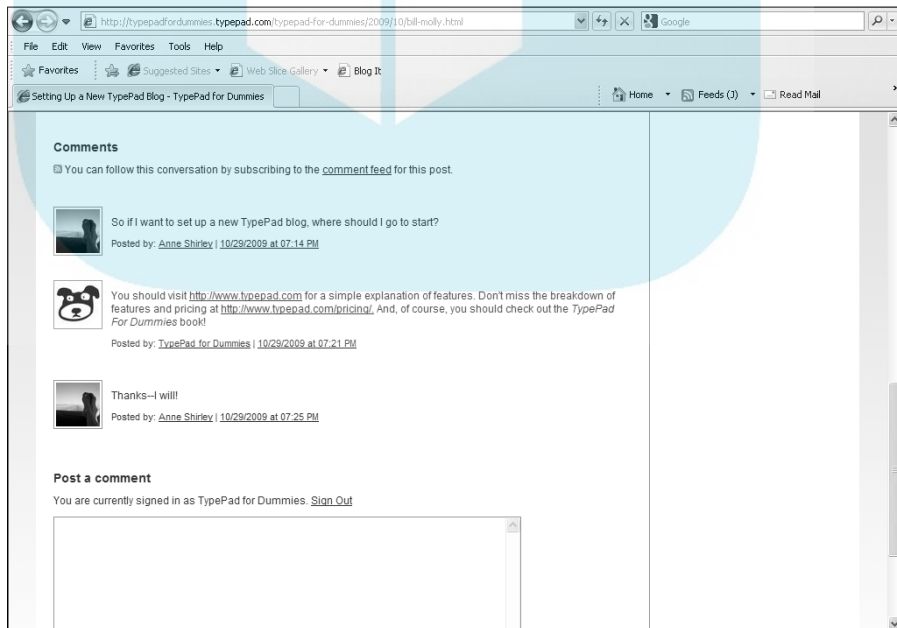 http://typepadfordummies.typepad.com/typepad-for-dummies/2009/10/bill-molly.html
Google
File Edit View Favorites Tools Help
Favorites Suggested Sites Web Slice Gallery Blog It
Setting Up a New TypePad Blog - TypePad for Dummies Home Feeds (J) Read Mail »
Comments
You can follow this conversation by subscribing to the comment feed for this post.
So if I want to set up a new TypePad blog, where should I go to start?
Posted by: Anne Shirley | 10/29/2009 at 07:14 PM
You should visit http://www.typepad.com for a simple explanation of features. Don't miss the breakdown of
features and pricing at http://www.typepad.com/pricing/. And, of course, you should check out the TypePad
For Dummies book!
Posted by: TypePad for Dummies | 10/29/2009 at 07:21 PM
Thanks--I will!
Posted by: Anne Shirley | 10/29/2009 at 07:25 PM
Post a comment
You are currently signed in as TypePad for Dummies. Sign Out